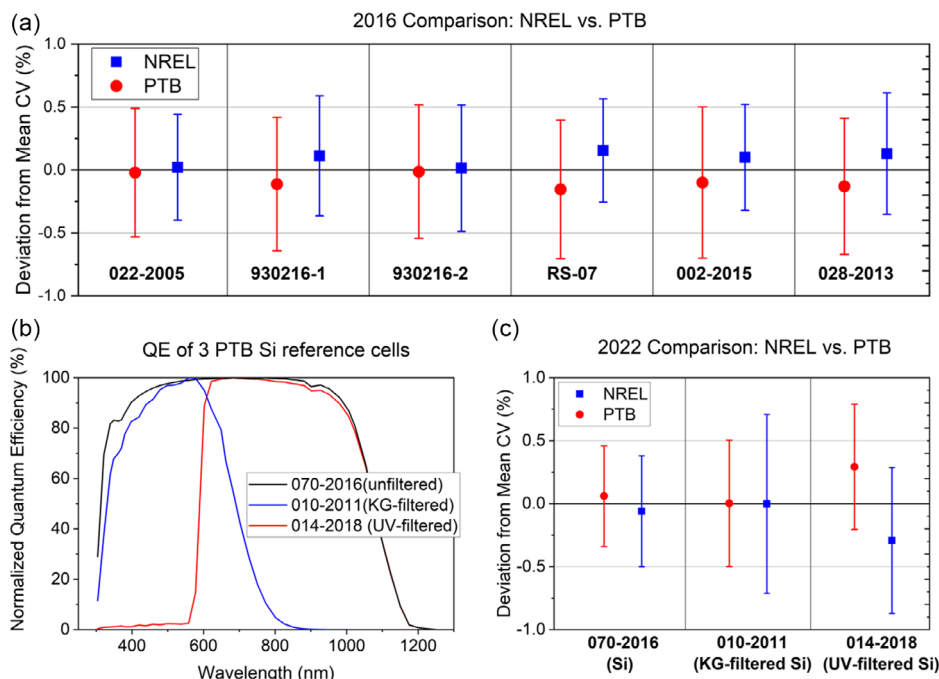 (a)
2016 Comparison: NREL vs. PTB
Deviation from Mean CV (%)
1.0
0.5
0.0
-0.5
-1.0
NREL
PTB
022-2005
930216-1
930216-2
RS-07
002-2015
028-2013
(b)
QE of 3 PTB Si reference cells
Normalized Quantum Efficiency (%)
100
80
60
40
20
0
070-2016(unfiltered)
010-2011(KG-filtered)
014-2018 (UV-filtered)
400
600
800
1000
1200
Wavelength (nm)
(c)
2022 Comparison: NREL vs. PTB
Deviation from Mean CV (%)
1.0
0.5
0.0
-0.5
-1.0
NREL
PTB
070-2016
(Si)
010-2011
(KG-filtered Si)
014-2018
(UV-filtered Si)